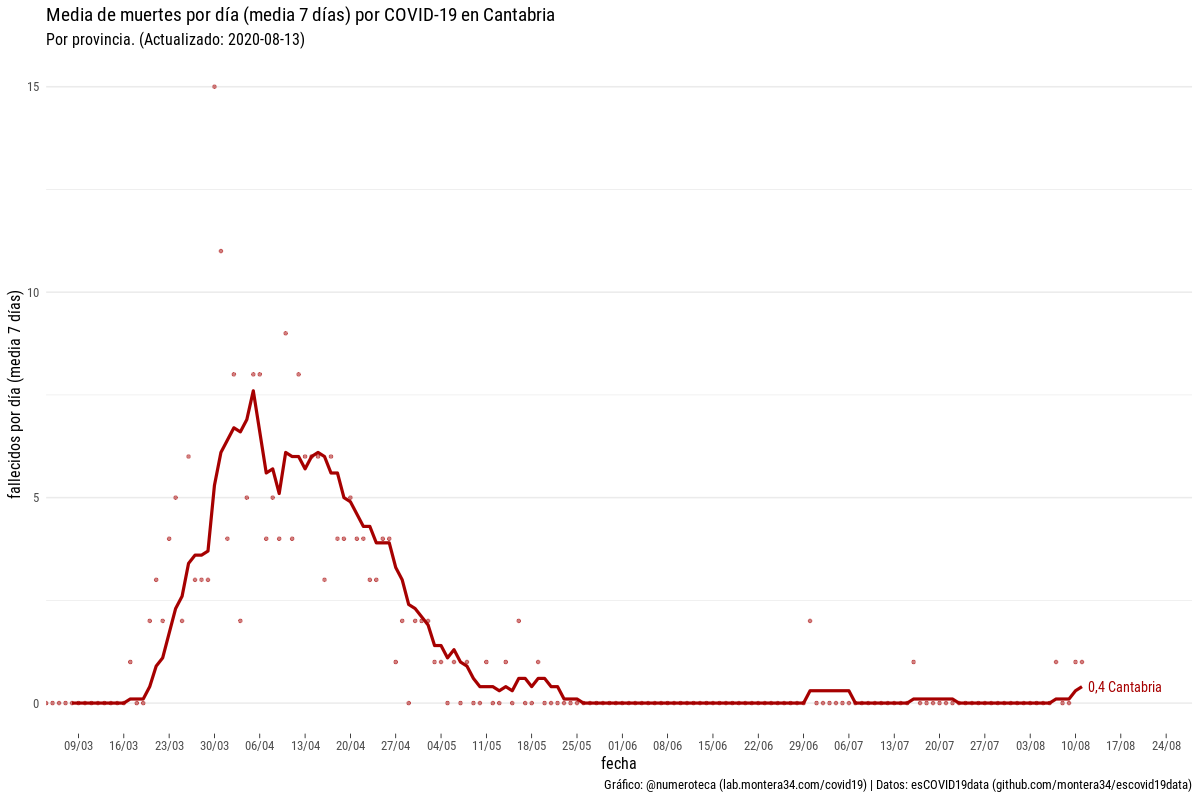 Media de muertes por día (media 7 días) por COVID-19 en Cantabria
Por provincia. (Actualizado: 2020-08-13)
fallecidos por día (media 7 días)
15
10
5
0
0,4 Cantabria
09/03 16/03 23/03 30/03 06/04 13/04 20/04 27/04 04/05 11/05 18/05 25/05 01/06 08/06 15/06 22/06 29/06 06/07 13/07 20/07 27/07 03/08 10/08 17/08 24/08
fecha
Gráfico: @numeroteca (lab.montera34.com/covid19) | Datos: esCOVID19data (github.com/montera34/escovid19data)